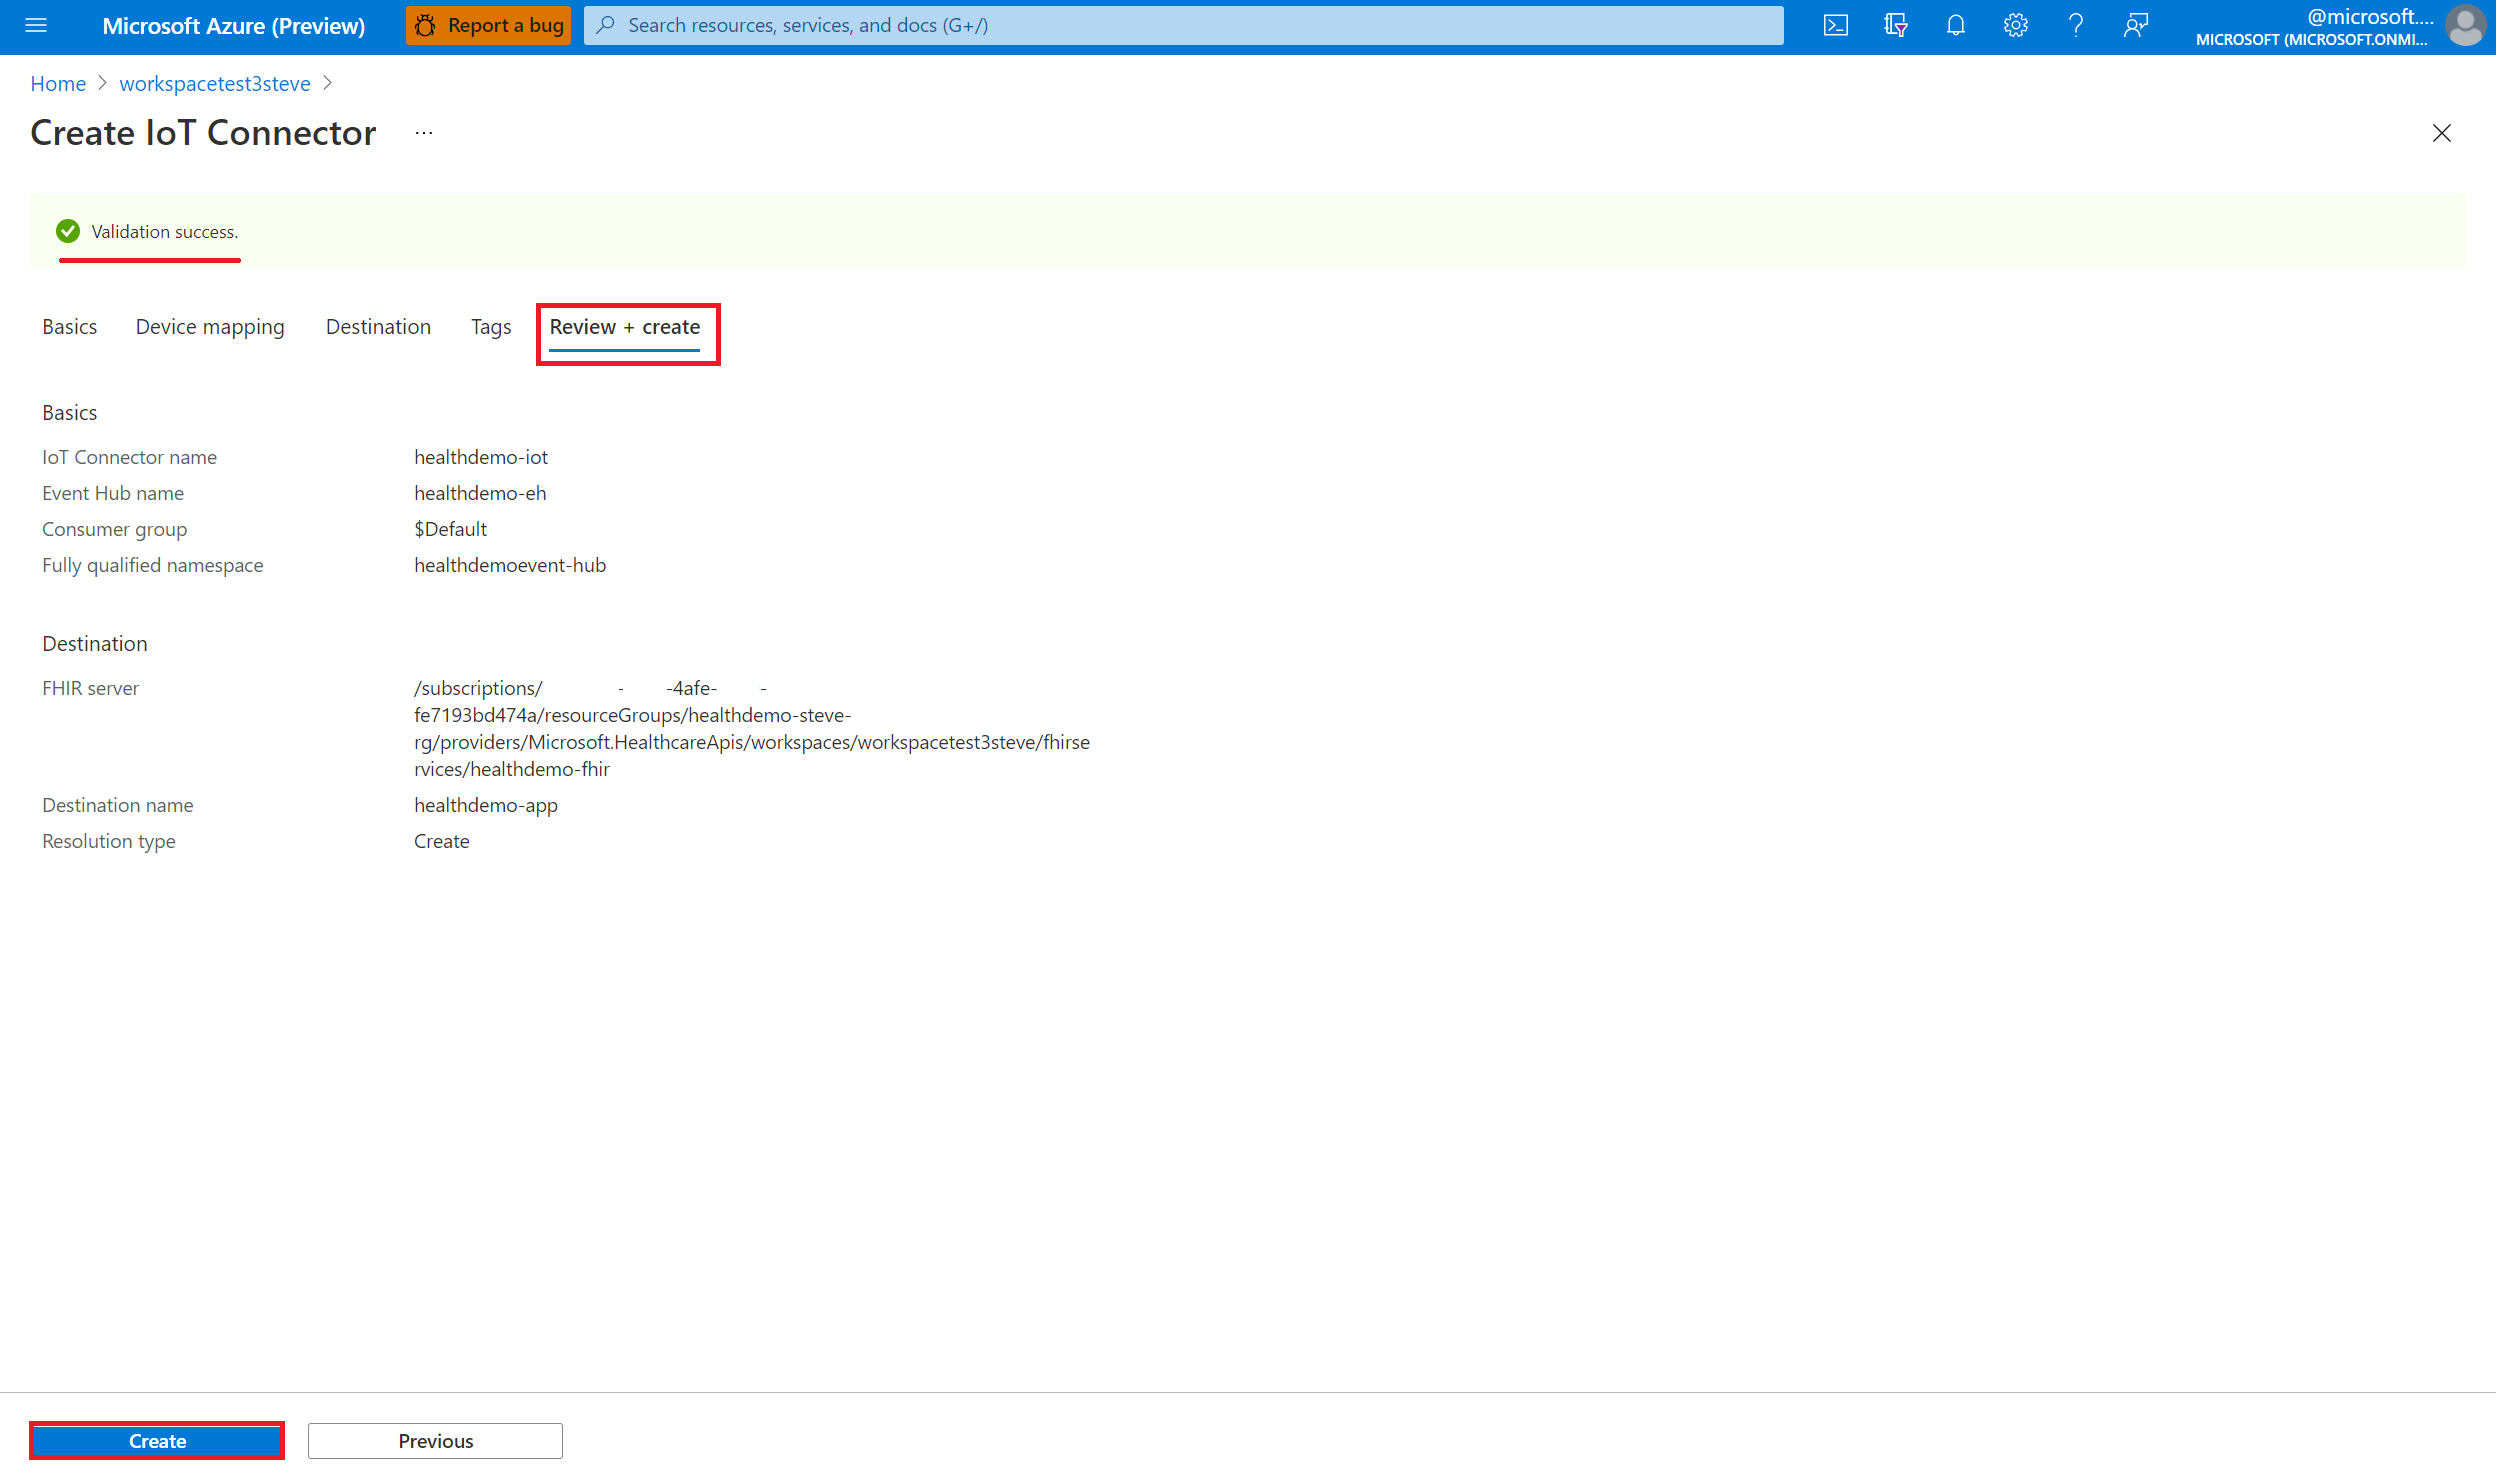 Microsoft Azure (Preview)
Report a bug
Search resources, services, and docs (G+/)
@microsoft....
MICROSOFT (MICROSOFT.ONMI...
Home > workspacetest3steve >
Create IoT Connector ...
Validation success.
Basics Device mapping Destination Tags Review + create
Basics
IoT Connector name healthdemo-iot
Event Hub name healthdemo-eh
Consumer group $Default
Fully qualified namespace healthdemoevent-hub
Destination
FHIR server /subscriptions/ - -4afe- -
fe7193bd474a/resourceGroups/healthdemo-steve-
rg/providers/Microsoft.HealthcareApis/workspaces/workspacetest3steve/fhirse
rvices/healthdemo-fhir
Destination name healthdemo-app
Resolution type Create
Create Previous